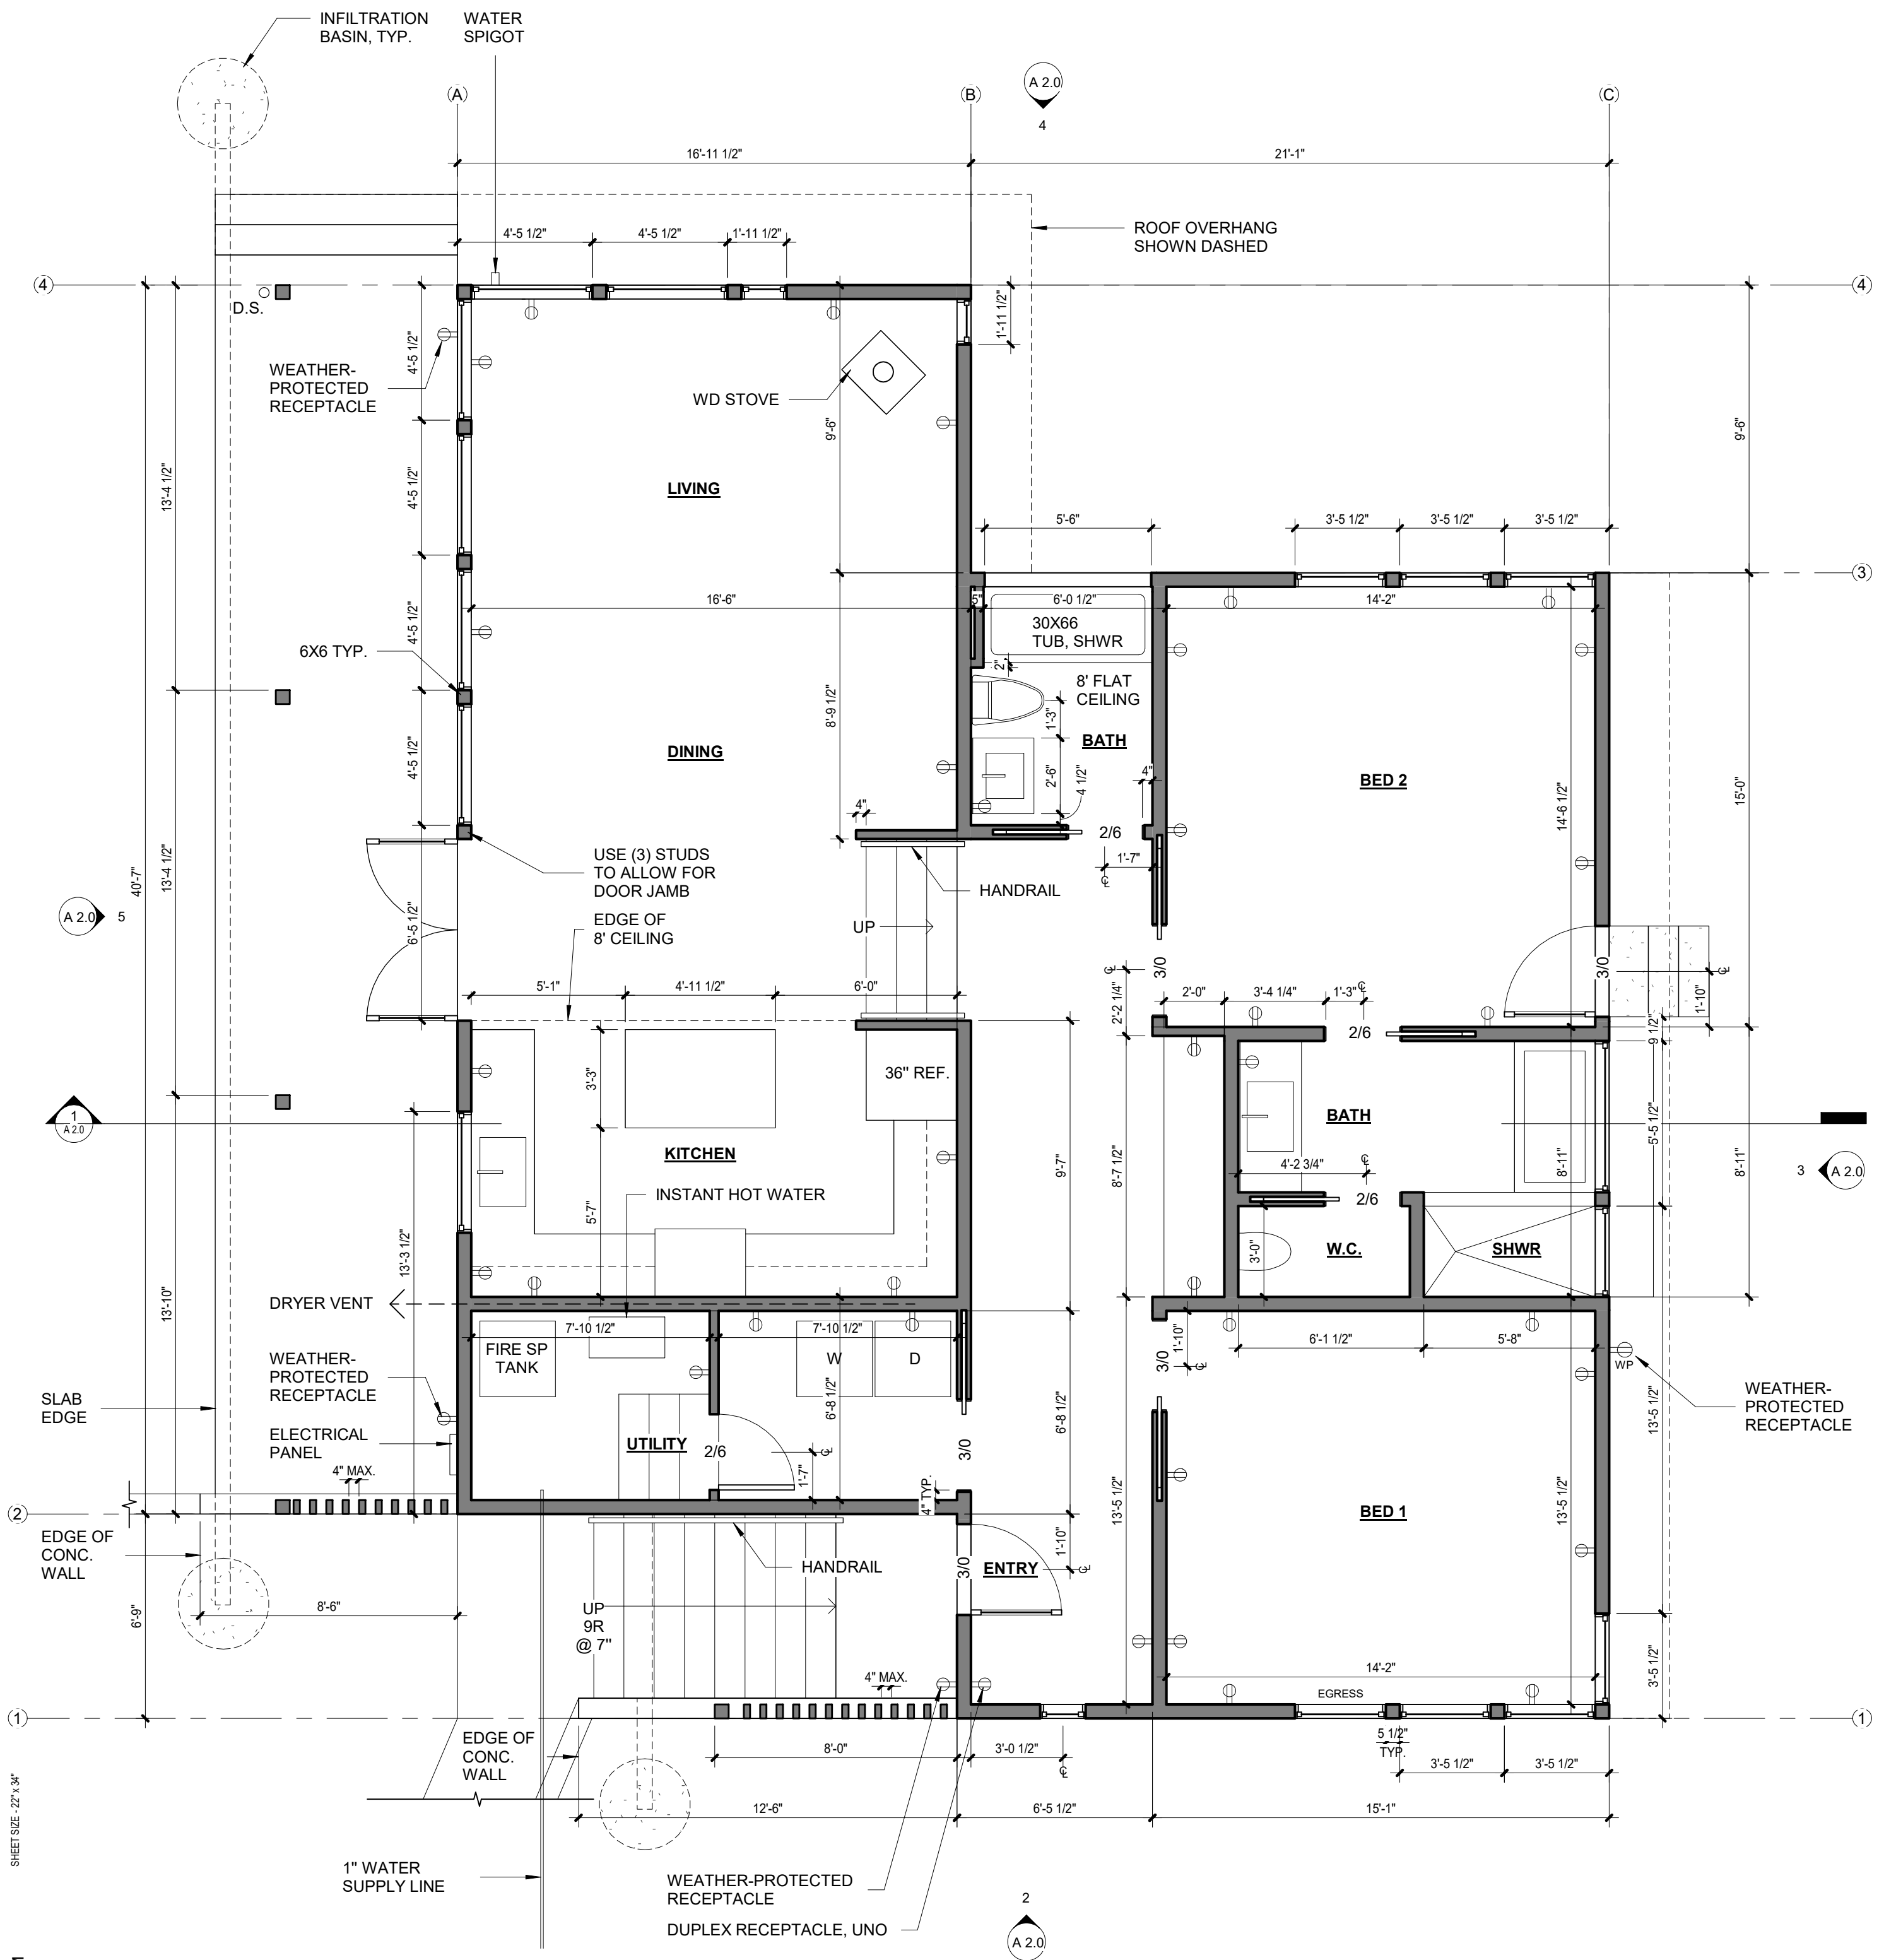 INFILTRATION
BASIN, TYP.
WATER
SPIGOT
A 2.0
4
A
B
C
16'-11 1/2"
21'-1"
ROOF OVERHANG
SHOWN DASHED
4'-5 1/2"
4'-5 1/2"
1'-11 1/2"
4
4
D.S.
1'-11 1/2"
4'-5 1/2"
WEATHER-
PROTECTED
RECEPTACLE
WD STOVE
9'-6"
9'-6"
13'-4 1/2"
4'-5 1/2"
LIVING
5'-6"
3'-5 1/2"
3'-5 1/2"
3'-5 1/2"
3
16'-6"
5"
6'-0 1/2"
14'-2"
30X66
TUB, SHWR
4'-5 1/2"
6X6 TYP.
2"
8' FLAT
CEILING
1'-3"
8'-9 1/2"
DINING
BATH
4'-5 1/2"
2'-6"
4 1/2"
4"
BED 2
15'-0"
14'-6 1/2"
4"
2/6
1'-7"
℄
USE (3) STUDS
TO ALLOW FOR
DOOR JAMB
HANDRAIL
40'-7"
13'-4 1/2"
A 2.0
5
6'-5 1/2"
EDGE OF
8' CEILING
UP
3/0
℄
3/0
℄
5'-1"
4'-11 1/2"
6'-0"
2'-2 1/4"
2'-0"
3'-4 1/4"
1'-3"
℄
1'-10"
2/6
9 1/2"
3'-3"
36" REF.
1
A 2.0
BATH
5'-5 1/2"
KITCHEN
9'-7"
8'-7 1/2"
4'-2 3/4"
℄
8'-11"
8'-11"
3
A 2.0
INSTANT HOT WATER
2/6
5'-7"
13'-3 1/2"
3'-0"
W.C.
SHWR
13'-10"
DRYER VENT
7'-10 1/2"
7'-10 1/2"
1'-10"
℄
3/0
6'-1 1/2"
5'-8"
FIRE SP
TANK
W
D
WP
WEATHER-
PROTECTED
RECEPTACLE
6'-8 1/2"
6'-8 1/2"
13'-5 1/2"
WEATHER-
PROTECTED
RECEPTACLE
SLAB
EDGE
ELECTRICAL
PANEL
UTILITY
2/6
℄
1'-7"
3/0
4" MAX.
4" TYP.
2
13'-5 1/2"
13'-5 1/2"
BED 1
EDGE OF
CONC.
WALL
HANDRAIL
3/0
ENTRY
1'-10"
℄
8'-6"
6'-9"
UP
9R
@ 7"
4" MAX.
14'-2"
EGRESS
3'-5 1/2"
1
1
EDGE OF
CONC.
WALL
8'-0"
3'-0 1/2"
℄
5 1/2"
TYP.
3'-5 1/2"
3'-5 1/2"
12'-6"
6'-5 1/2"
15'-1"
SHEET SIZE - 22" x 34"
1" WATER
SUPPLY LINE
WEATHER-PROTECTED
RECEPTACLE
DUPLEX RECEPTACLE, UNO
2
A 2.0